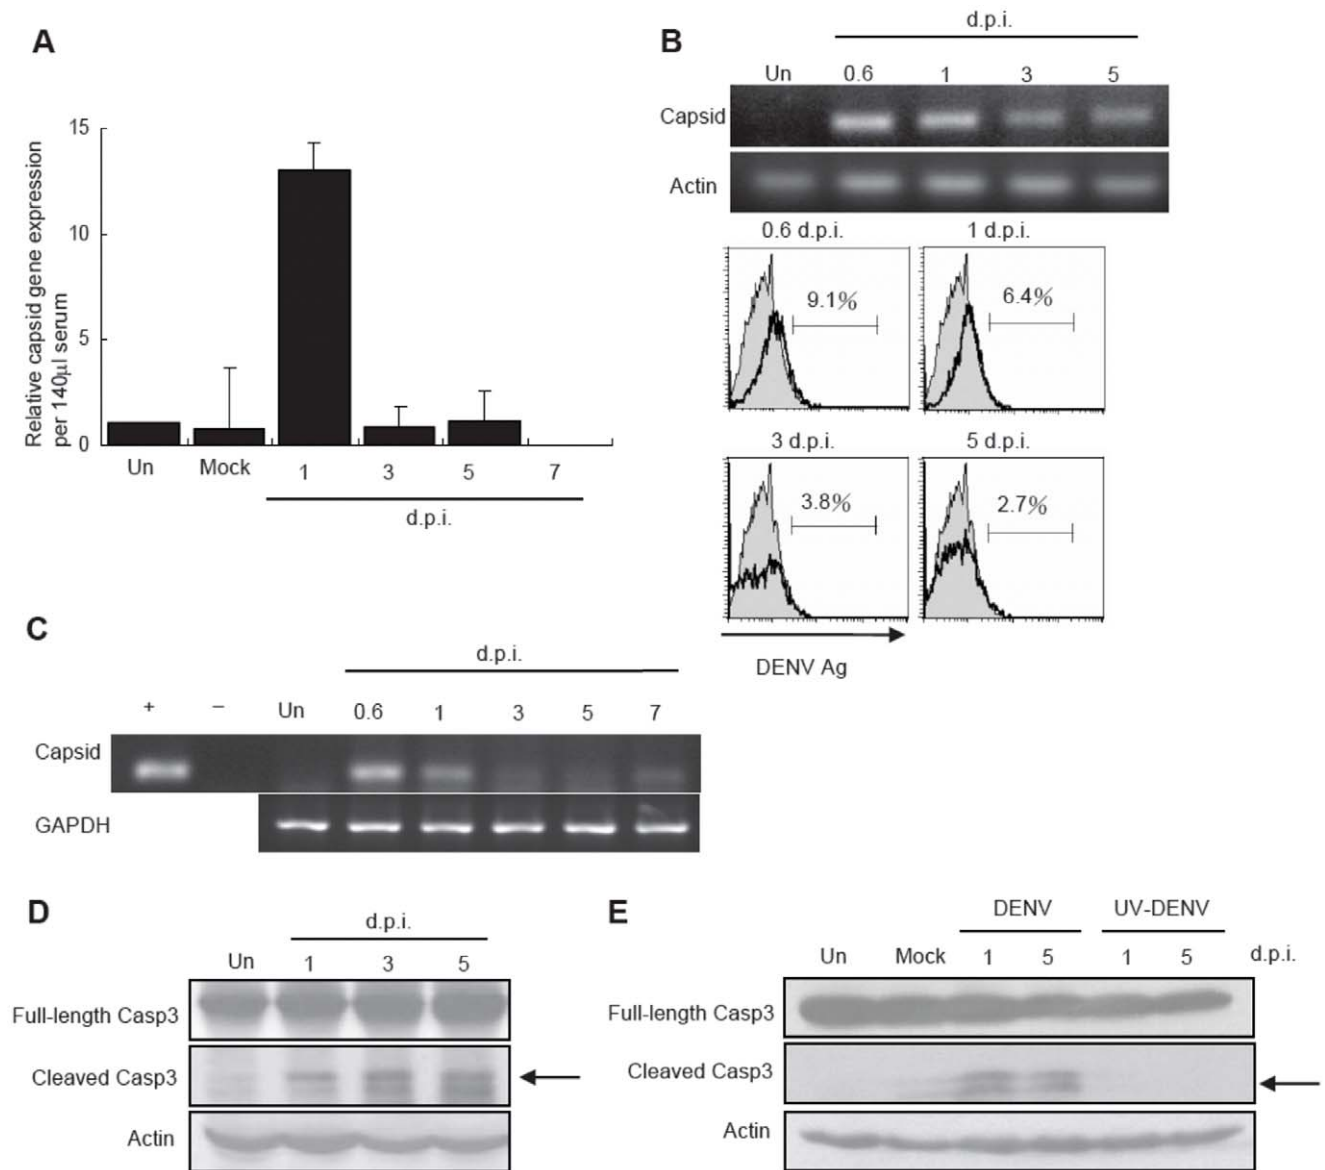 A
Relative capsid gene expression
per 140µl serum
15
10
5
0
Un Mock 1 3 5 7
d.p.i.
B
d.p.i.
Un 0.6 1 3 5
Capsid
Actin
0.6 d.p.i. 1 d.p.i.
9.1% 6.4%
3 d.p.i. 5 d.p.i.
3.8% 2.7%
DENV Ag
C
d.p.i.
+ − Un 0.6 1 3 5 7
Capsid
GAPDH
D
d.p.i.
Un 1 3 5
Full-length Casp3
Cleaved Casp3
Actin
E
DENV UV-DENV
Un Mock 1 5 1 5 d.p.i.
Full-length Casp3
Cleaved Casp3
Actin